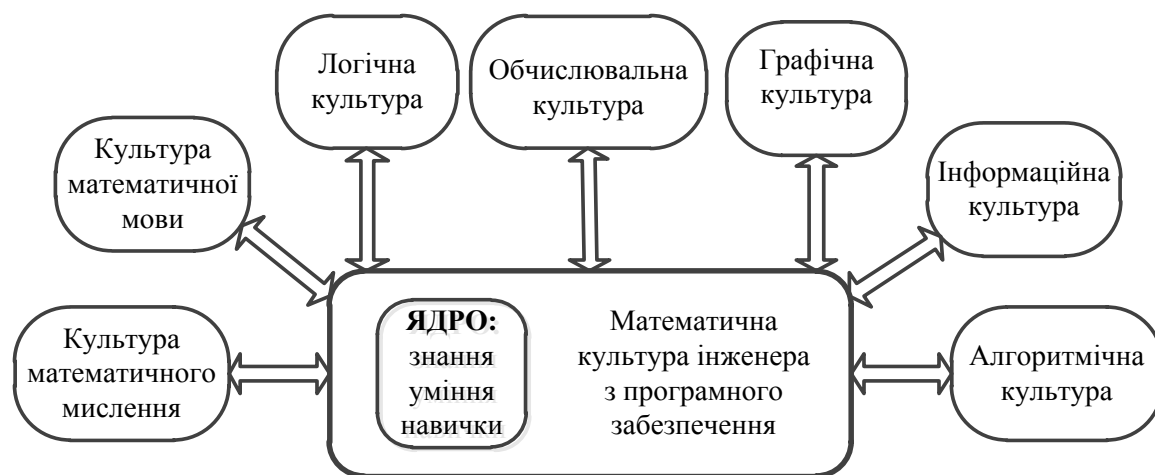 Логічна
культура
Обчислювальна
культура
Графічна
культура
Культура
математичної
мови
Інформаційна
культура
Культура
математичного
мислення
ЯДРО:
знання
уміння
навички
Математична
культура інженера
з програмного
забезпечення
Алгоритмічна
культура